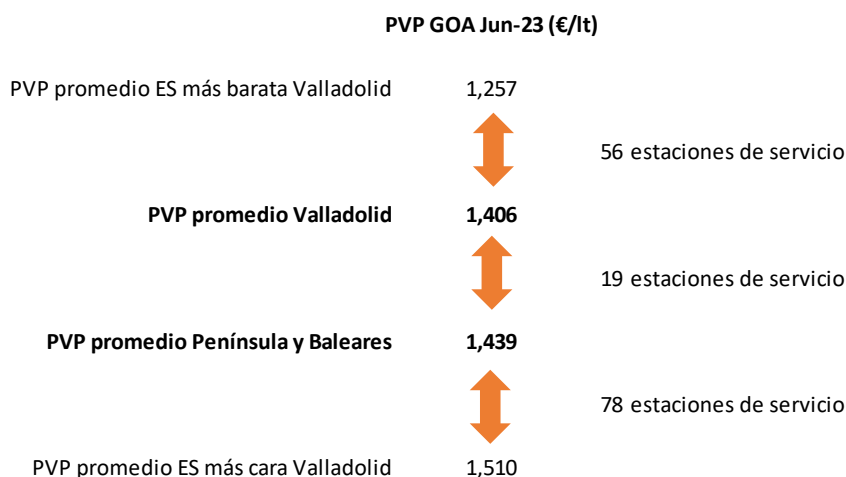 PVP GOA Jun-23 (€/lt)
PVP promedio ES más barata Valladolid 1,257
56 estaciones de servicio
PVP promedio Valladolid 1,406
19 estaciones de servicio
PVP promedio Península y Baleares 1,439
78 estaciones de servicio
PVP promedio ES más cara Valladolid 1,510